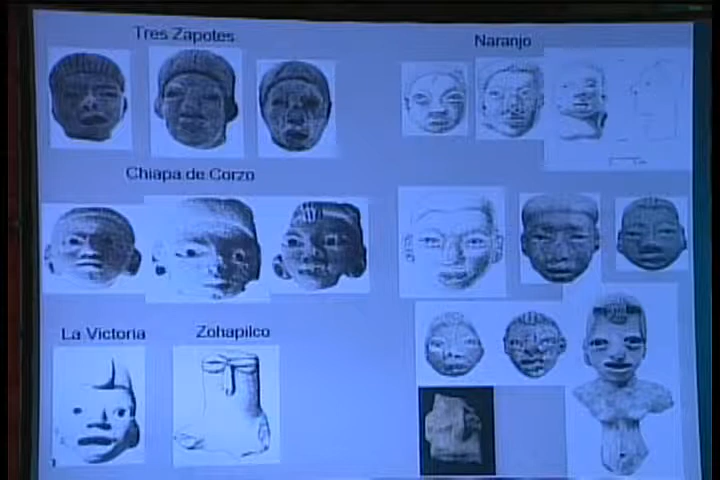 Tres Zapotes
Naranjo
Chiapa de Corzo
La Victoria
Zohapilco